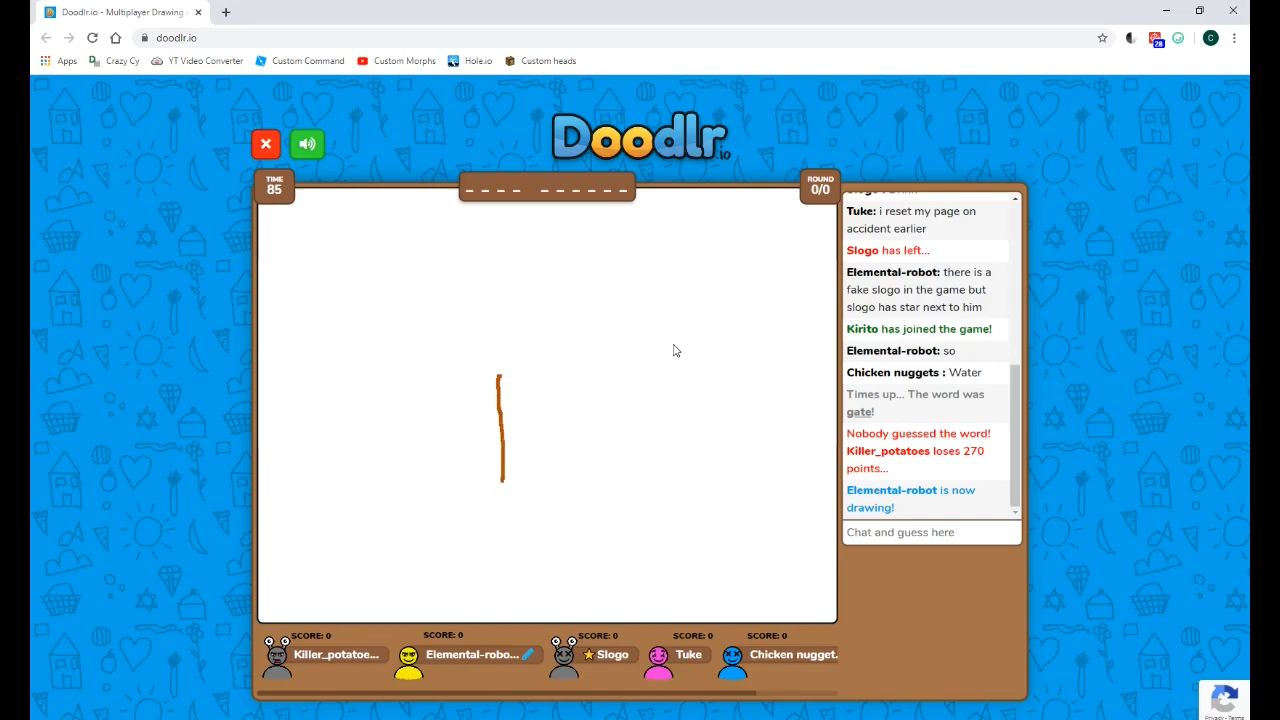 Doodlr.io - Multiplayer Drawing
doodlr.io
28
C
Apps Crazy Cy YT Video Converter Custom Command Custom Morphs Hole.io Custom heads
Doodlr.io
TIME
85
_ _ _ _ _ _ _ _ _ _
ROUND
0/0
Tuke: i reset my page on
accident earlier
Slogo has left...
Elemental-robot: there is a
fake slogo in the game but
slogo has star next to him
Kirito has joined the game!
Elemental-robot: so
Chicken nuggets : Water
Times up... The word was
gate!
Nobody guessed the word!
Killer_potatoes loses 270
points...
Elemental-robot is now
drawing!
Chat and guess here
SCORE: 0 SCORE: 0 SCORE: 0 SCORE: 0 SCORE: 0
Killer_potatoe... Elemental-robo... Slogo Tuke Chicken nugget.
Privacy - Terms